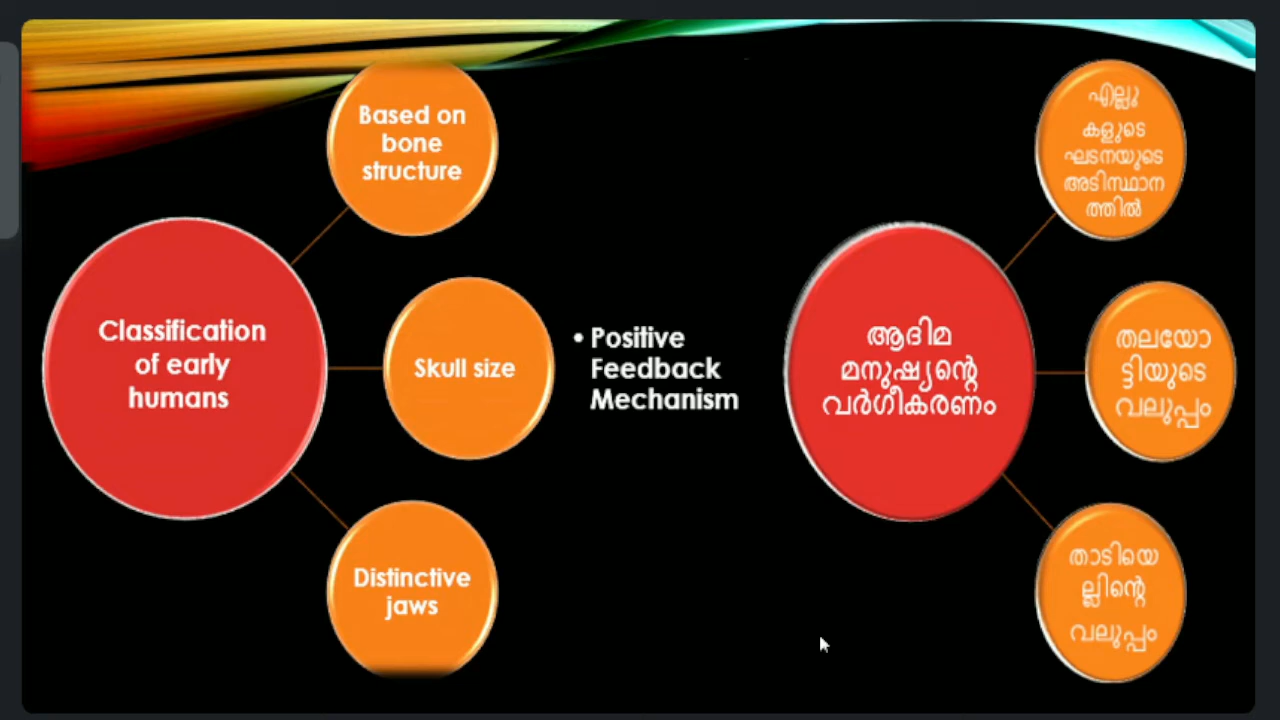 Based on
bone
structure
Classification
of early
humans
Skull size
• Positive
Feedback
Mechanism
Distinctive
jaws
എല്ലു
കളുടെ
ഘടനയുടെ
അടിസ്ഥാന
ത്തിൽ
ആദിമ
മനുഷ്യന്റെ
വർഗീകരണം
തലയോ
ട്ടിയുടെ
വലുപ്പം
താടിയെ
ല്ലിന്റെ
വലുപ്പം